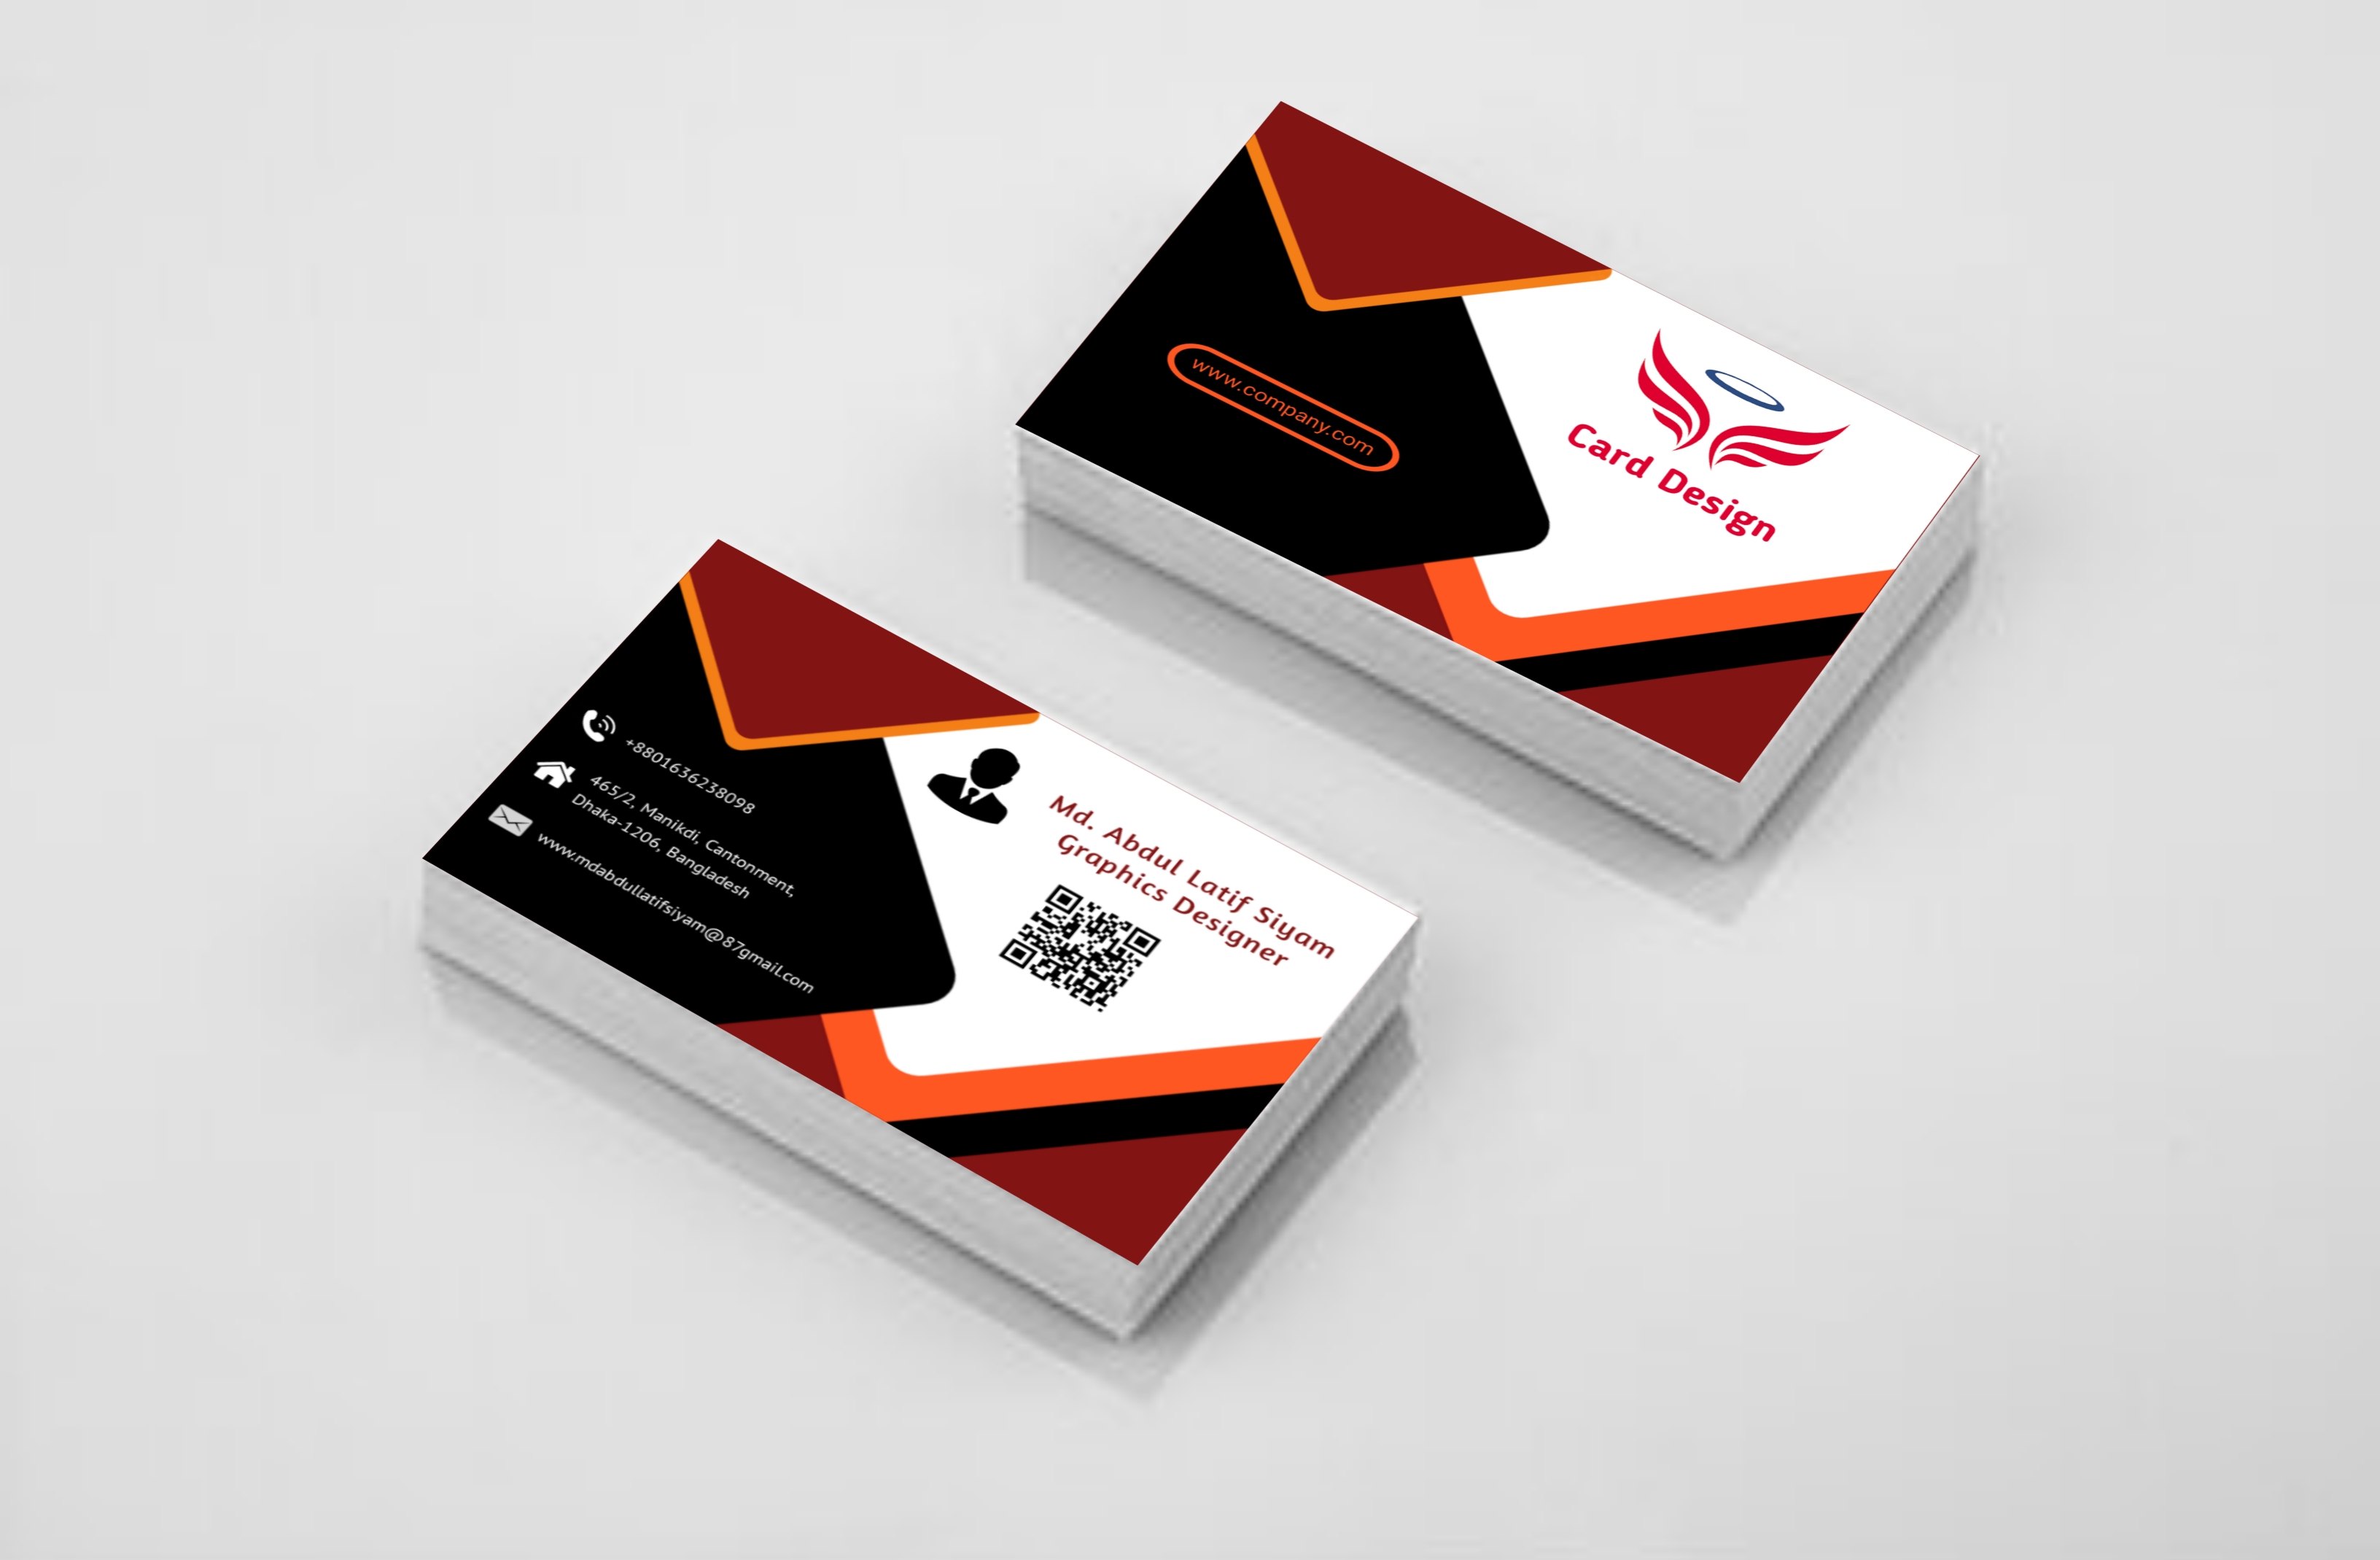 www.company.com
Card Design
+8801636238098
465/2, Manikdi, Cantonment,
Dhaka-1206, Bangladesh
www.mdabdullatifsiyam@87gmail.com
Md. Abdul Latif Siyam
Graphics Designer